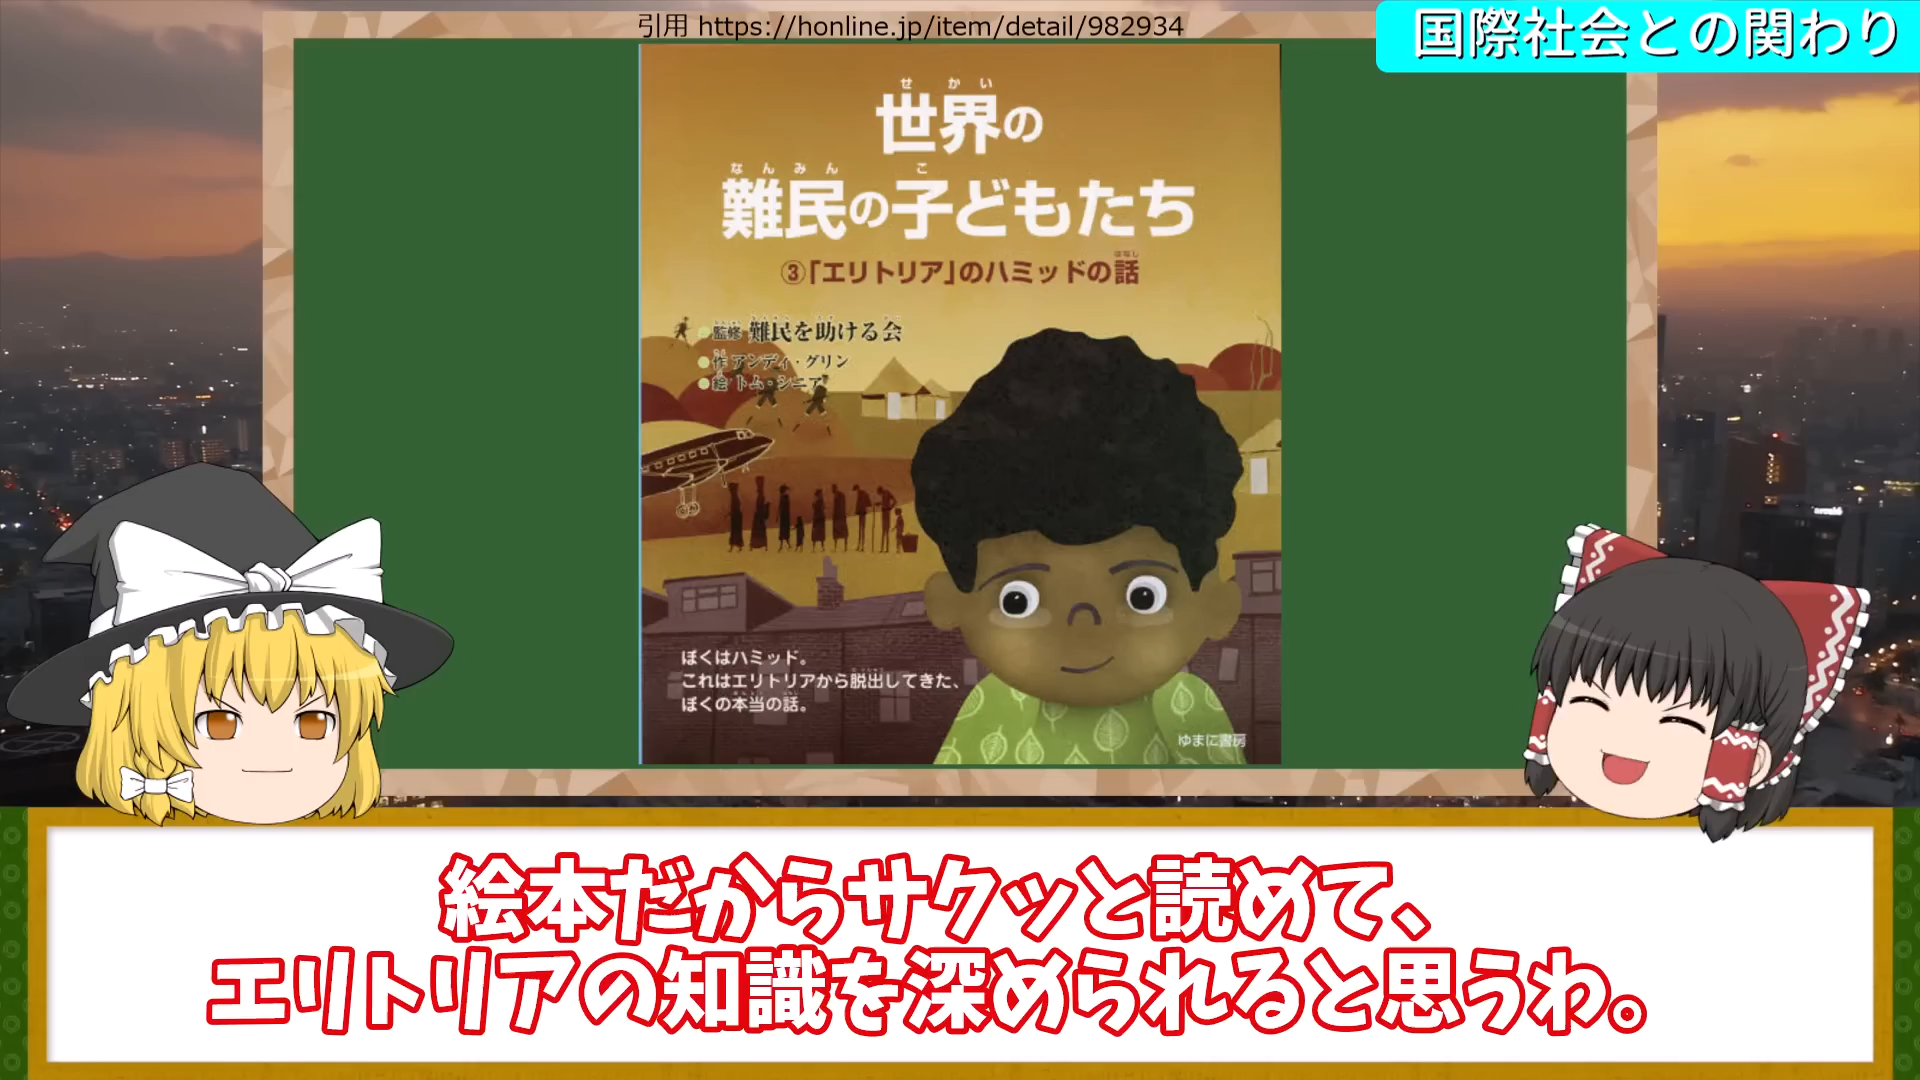 引用 https://honline.jp/item/detail/982934
国際社会との関わり
せかい
世界の
なんみん こ
難民の子どもたち
はなし
③「エリトリア」のハミッドの話
監修 難民を助ける会
作 アンディ・グリン
絵 トム・シニア
ぼくはハミッド。
これはエリトリアから脱出してきた、
ぼくの本当の話。
ゆまに書房
絵本だからサクッと読めて、
エリトリアの知識を深められると思うわ。